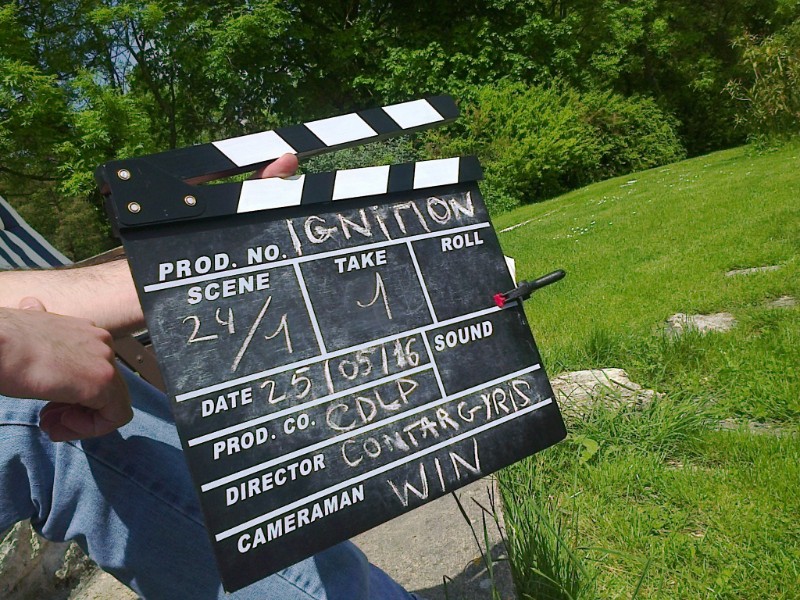 PROD. NO. IGNITION
SCENE TAKE ROLL
24/1 1
SOUND
DATE 25/05/16
PROD. CO. CDLD
DIRECTOR CONTARGYRIS
CAMERAMAN WIN